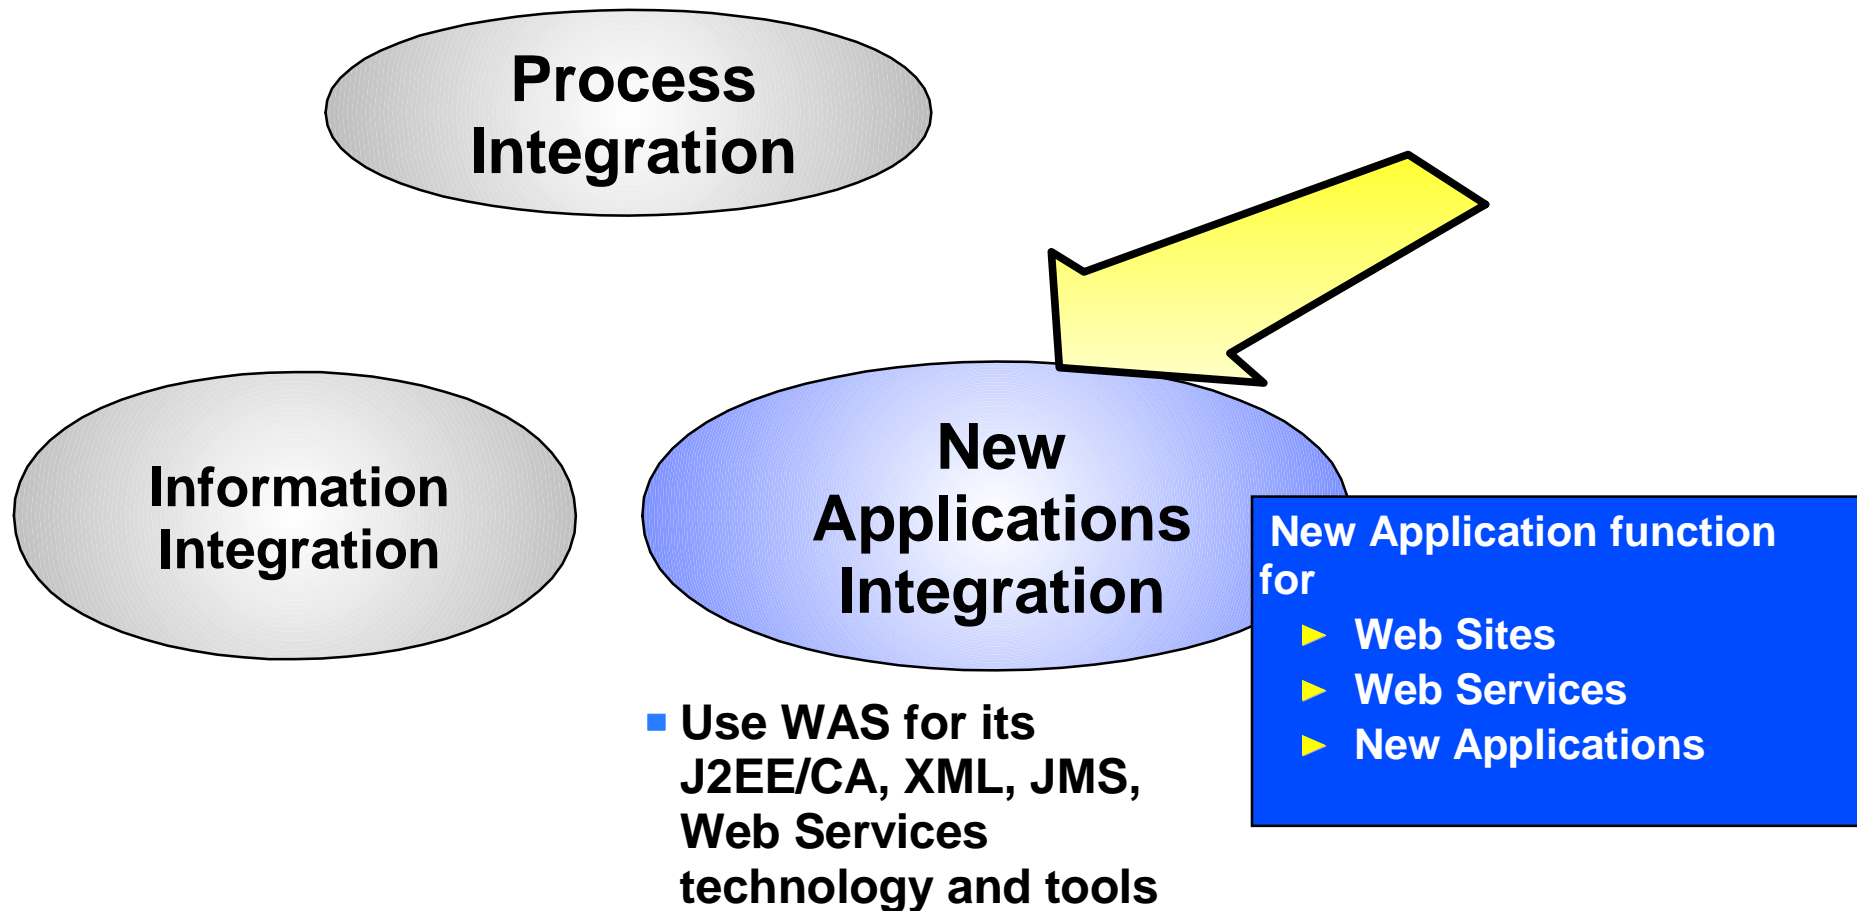 Process
Integration
Information
Integration
New
Applications
Integration
New Application function
for
Web Sites
Web Services
New Applications
Use WAS for its
J2EE/CA, XML, JMS,
Web Services
technology and tools